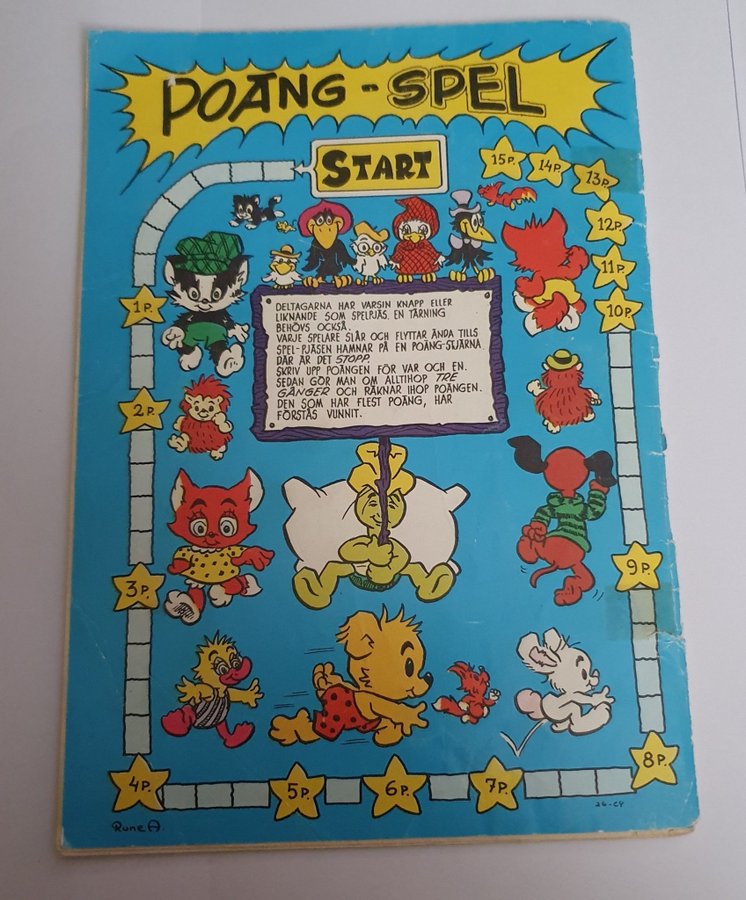 POÄNG-SPEL
START
15P.
14P.
13P.
12P.
11P.
10P.
1P.
DELTAGARNA HAR VARSIN KNAPP ELLER
LIKNANDE SOM SPELPJÄS. EN TÄRNING
BEHÖVS OCKSÅ.
VARJE SPELARE SLÅR OCH FLYTTAR ÄNDA TILLS
SPEL-PJÄSEN HAMNAR PÅ EN POÄNG-STJÄRNA.
DÄR ÄR DET STOPP.
SKRIV UPP POÄNGEN FÖR VAR OCH EN.
SEDAN GÖR MAN OM ALLTIHOP TRE
GÅNGER OCH RÄKNAR IHOP POÄNGEN.
DEN SOM HAR FLEST POÄNG, HAR
FÖRSTÅS VUNNIT.
2P.
3P.
9P.
4P.
5P.
6P.
7P.
8P.
Rune A.
26-C4